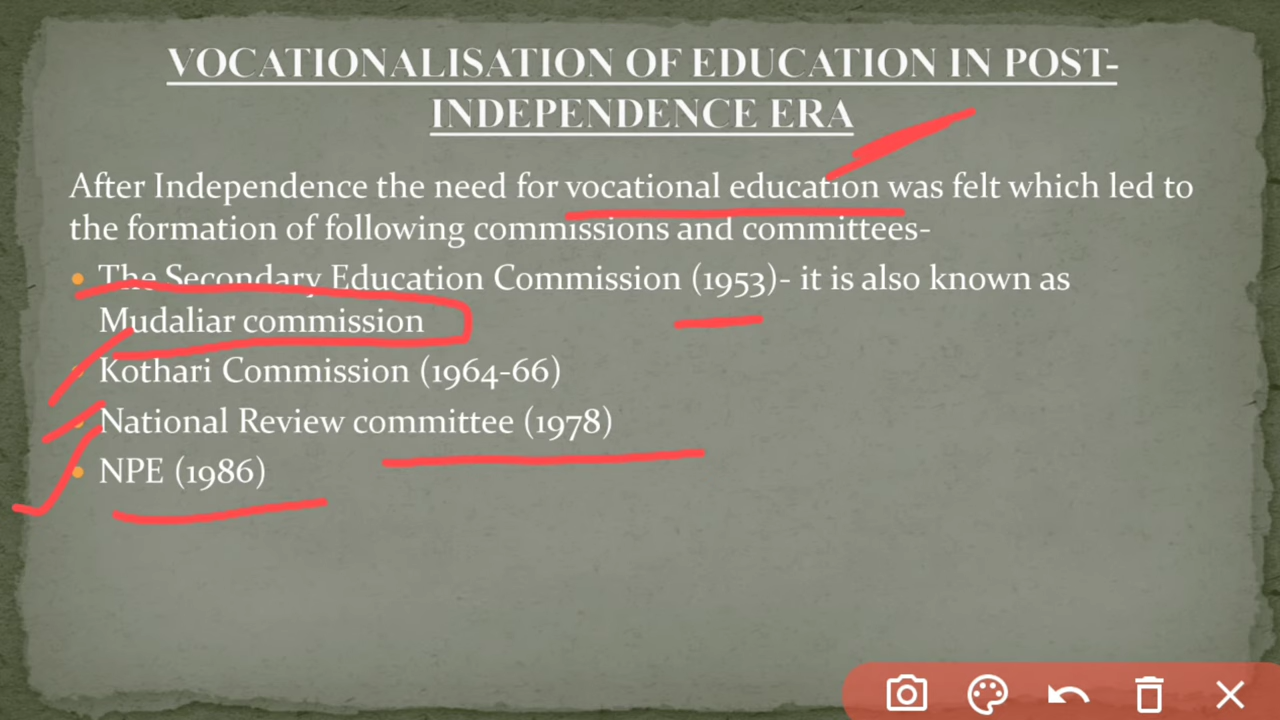 VOCATIONALISATION OF EDUCATION IN POST-
INDEPENDENCE ERA
After Independence the need for vocational education was felt which led to
the formation of following commissions and committees-
• The Secondary Education Commission (1953)- it is also known as
Mudaliar commission
• Kothari Commission (1964-66)
• National Review committee (1978)
• NPE (1986)